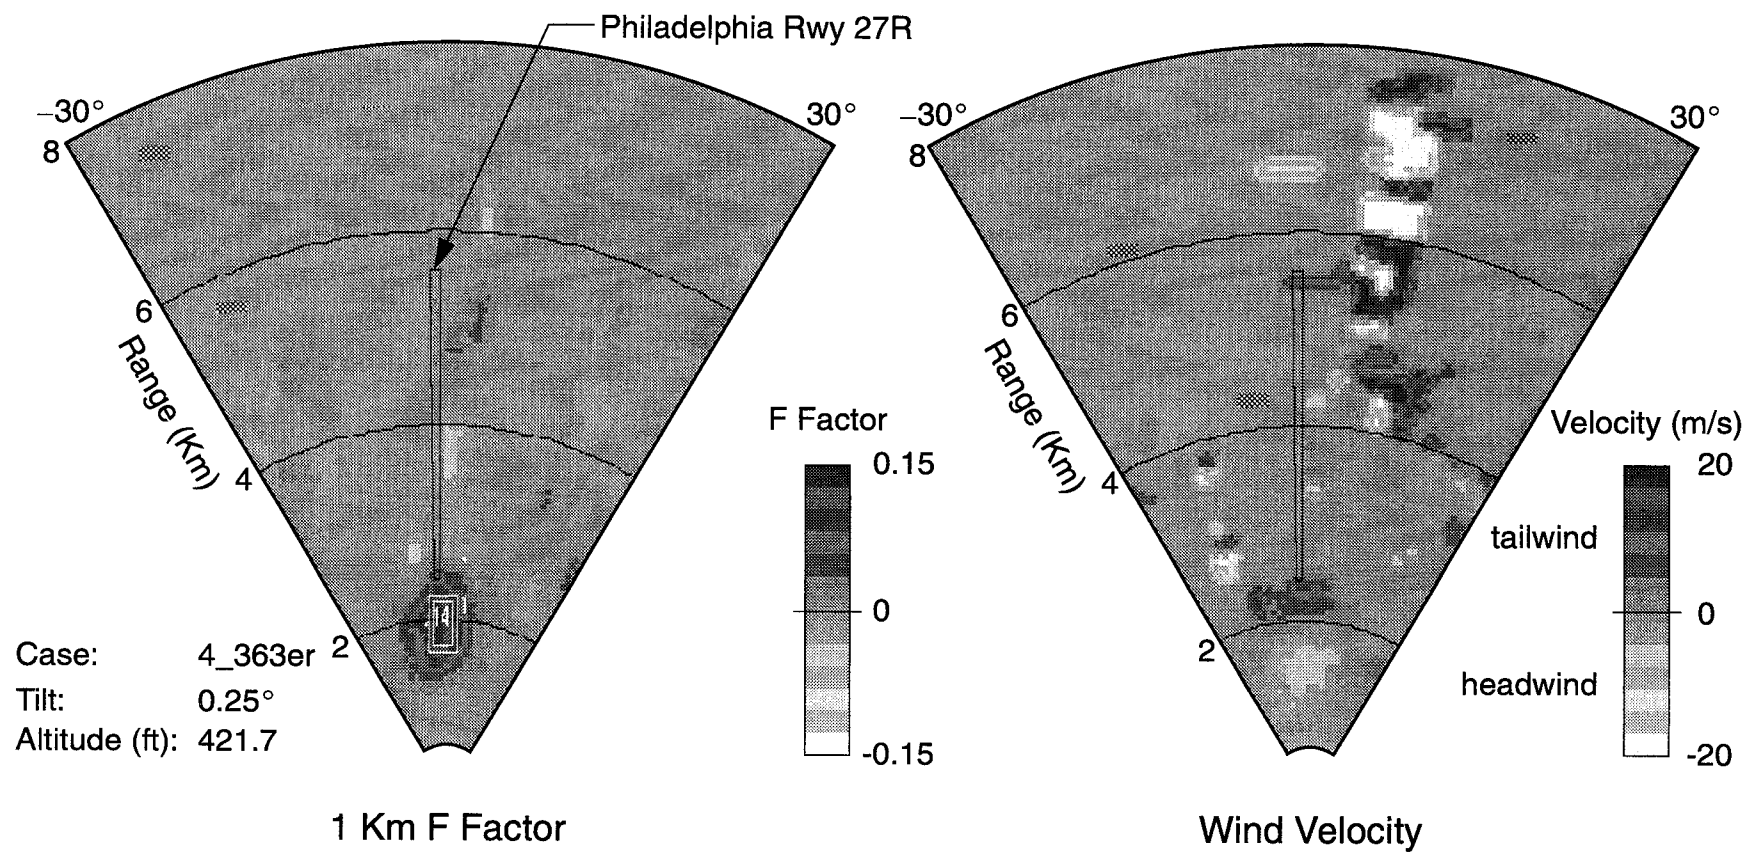 Philadelphia Rwy 27R
−30°
30°
8
6
Range (Km)
4
2
.14
1
Case: 4_363er
Tilt: 0.25°
Altitude (ft): 421.7
F Factor
0.15
0
-0.15
1 Km F Factor
−30°
30°
8
6
Range (Km)
4
2
Velocity (m/s)
20
tailwind
0
headwind
-20
Wind Velocity